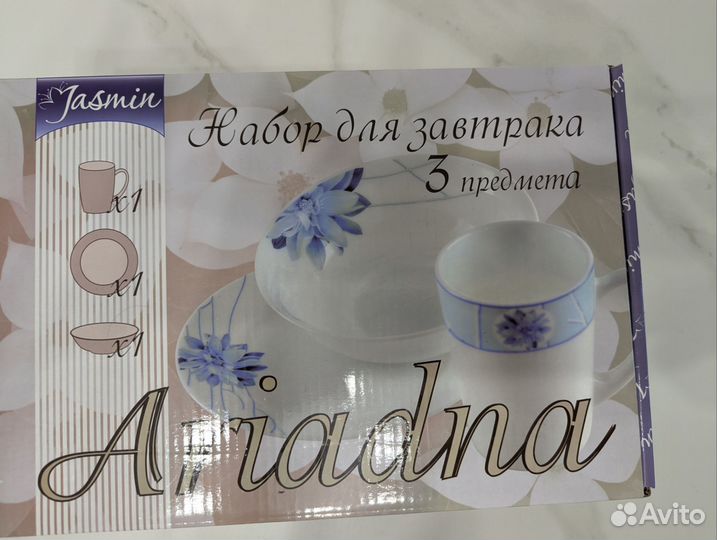 Jasmin
Набор для завтрака
3 предмета
x1
x1
x1
Ariadna
Avito